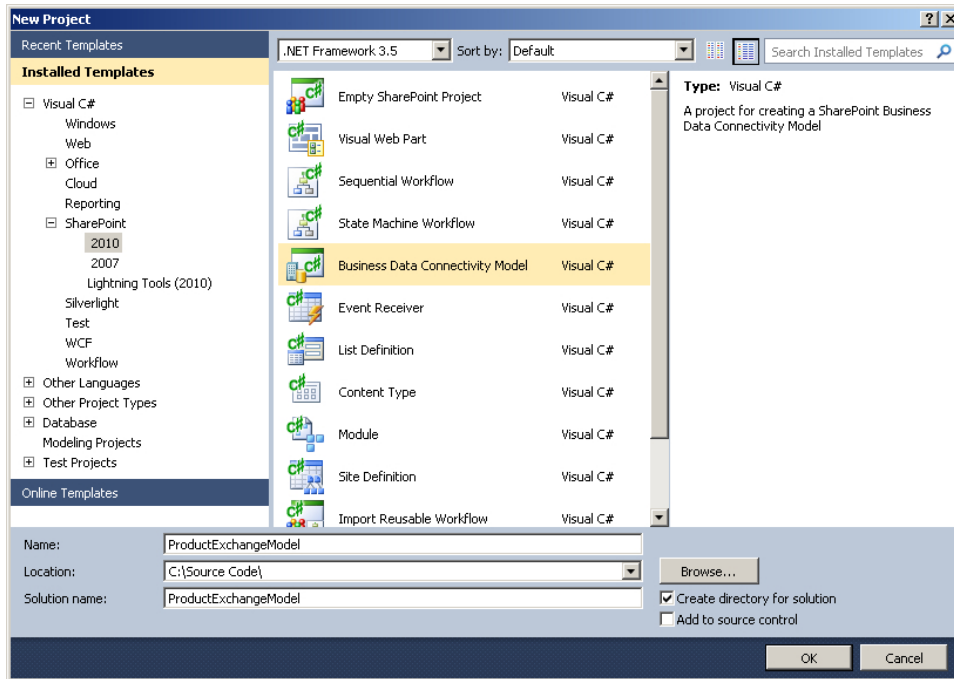 New Project
Recent Templates
.NET Framework 3.5 Sort by: Default Search Installed Templates
Installed Templates
Visual C#
Windows
Web
Office
Cloud
Reporting
SharePoint
2010
2007
Lightning Tools (2010)
Silverlight
Test
WCF
Workflow
Other Languages
Other Project Types
Database
Modeling Projects
Test Projects
Online Templates
Empty SharePoint Project Visual C#
Visual Web Part Visual C#
Sequential Workflow Visual C#
State Machine Workflow Visual C#
Business Data Connectivity Model Visual C#
Event Receiver Visual C#
List Definition Visual C#
Content Type Visual C#
Module Visual C#
Site Definition Visual C#
Import Reusable Workflow Visual C#
Type: Visual C#
A project for creating a SharePoint Business
Data Connectivity Model
Name: ProductExchangeModel
Location: C:\Source Code\ Browse...
Solution name: ProductExchangeModel Create directory for solution
Add to source control
OK Cancel